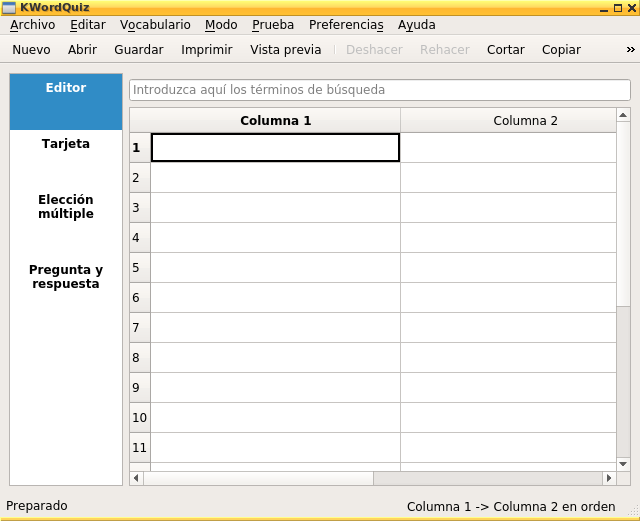 KWordQuiz
Archivo Editar Vocabulario Modo Prueba Preferencias Ayuda
Nuevo Abrir Guardar Imprimir Vista previa Deshacer Rehacer Cortar Copiar »
Editor
Tarjeta
Elección
múltiple
Pregunta y
respuesta
Introduzca aquí los términos de búsqueda
Columna 1 Columna 2
1
2
3
4
5
6
7
8
9
10
11
Preparado
Columna 1 -> Columna 2 en orden